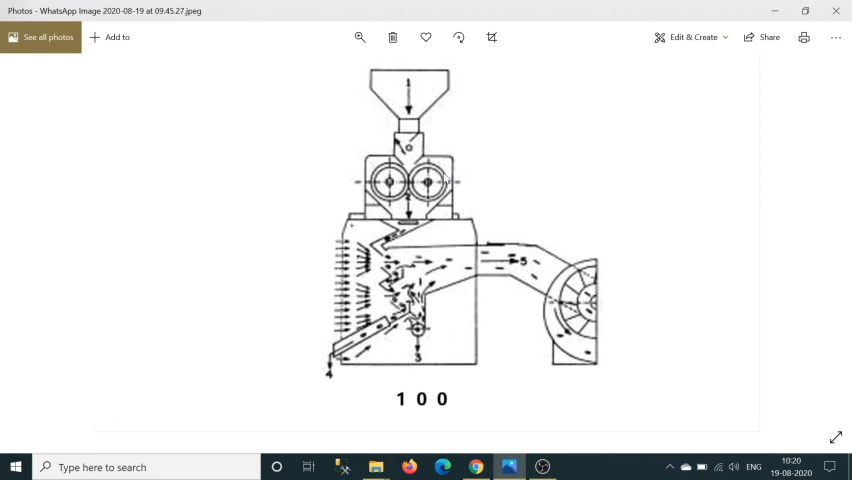 Photos - WhatsApp Image 2020-08-19 at 09.45.27.jpeg
See all photos
Add to
Edit & Create
Share
1
2
5
3
4
1 0 0
Type here to search
ENG
10:20
19-08-2020